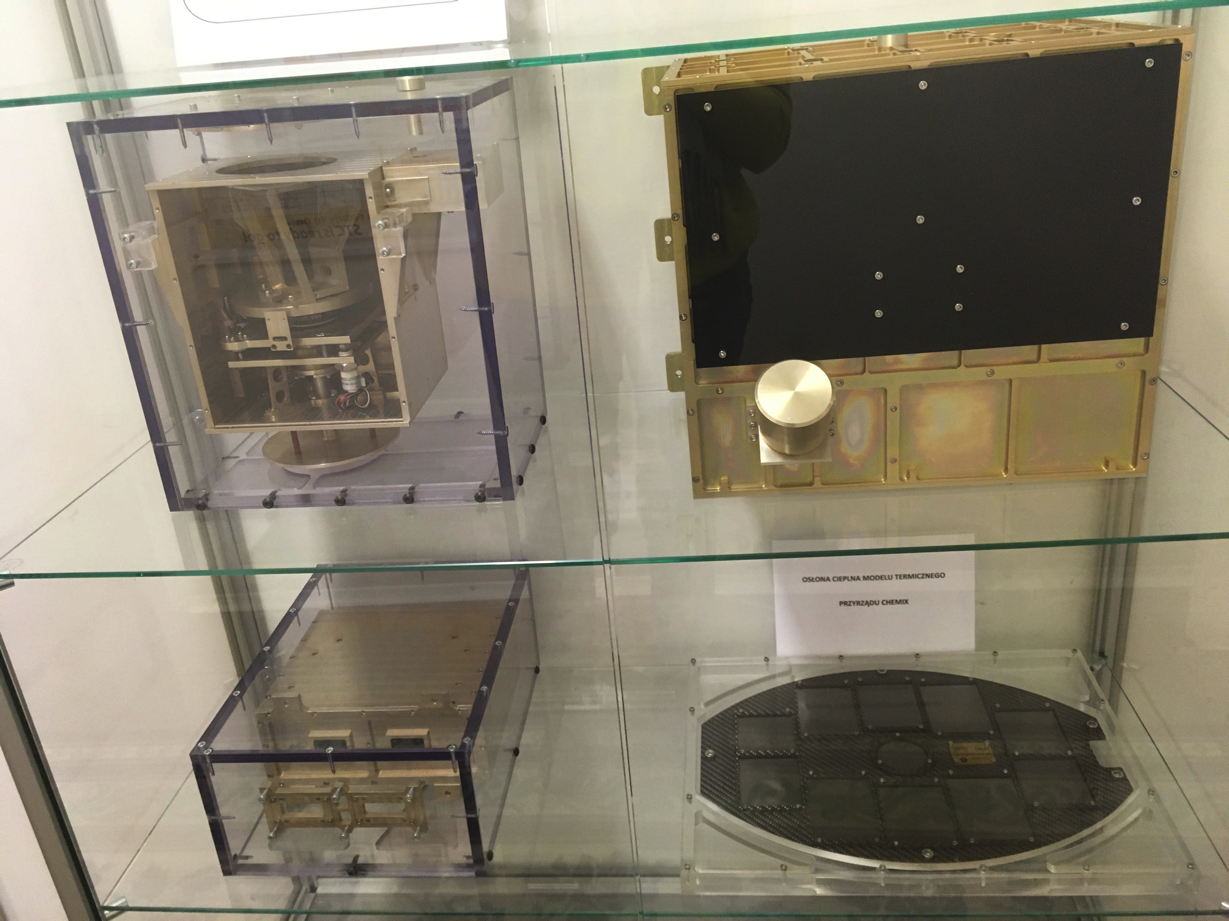 OSŁONA CIEPLNA MODELU TERMICZNEGO
PRZYRZĄDU CHEMIX